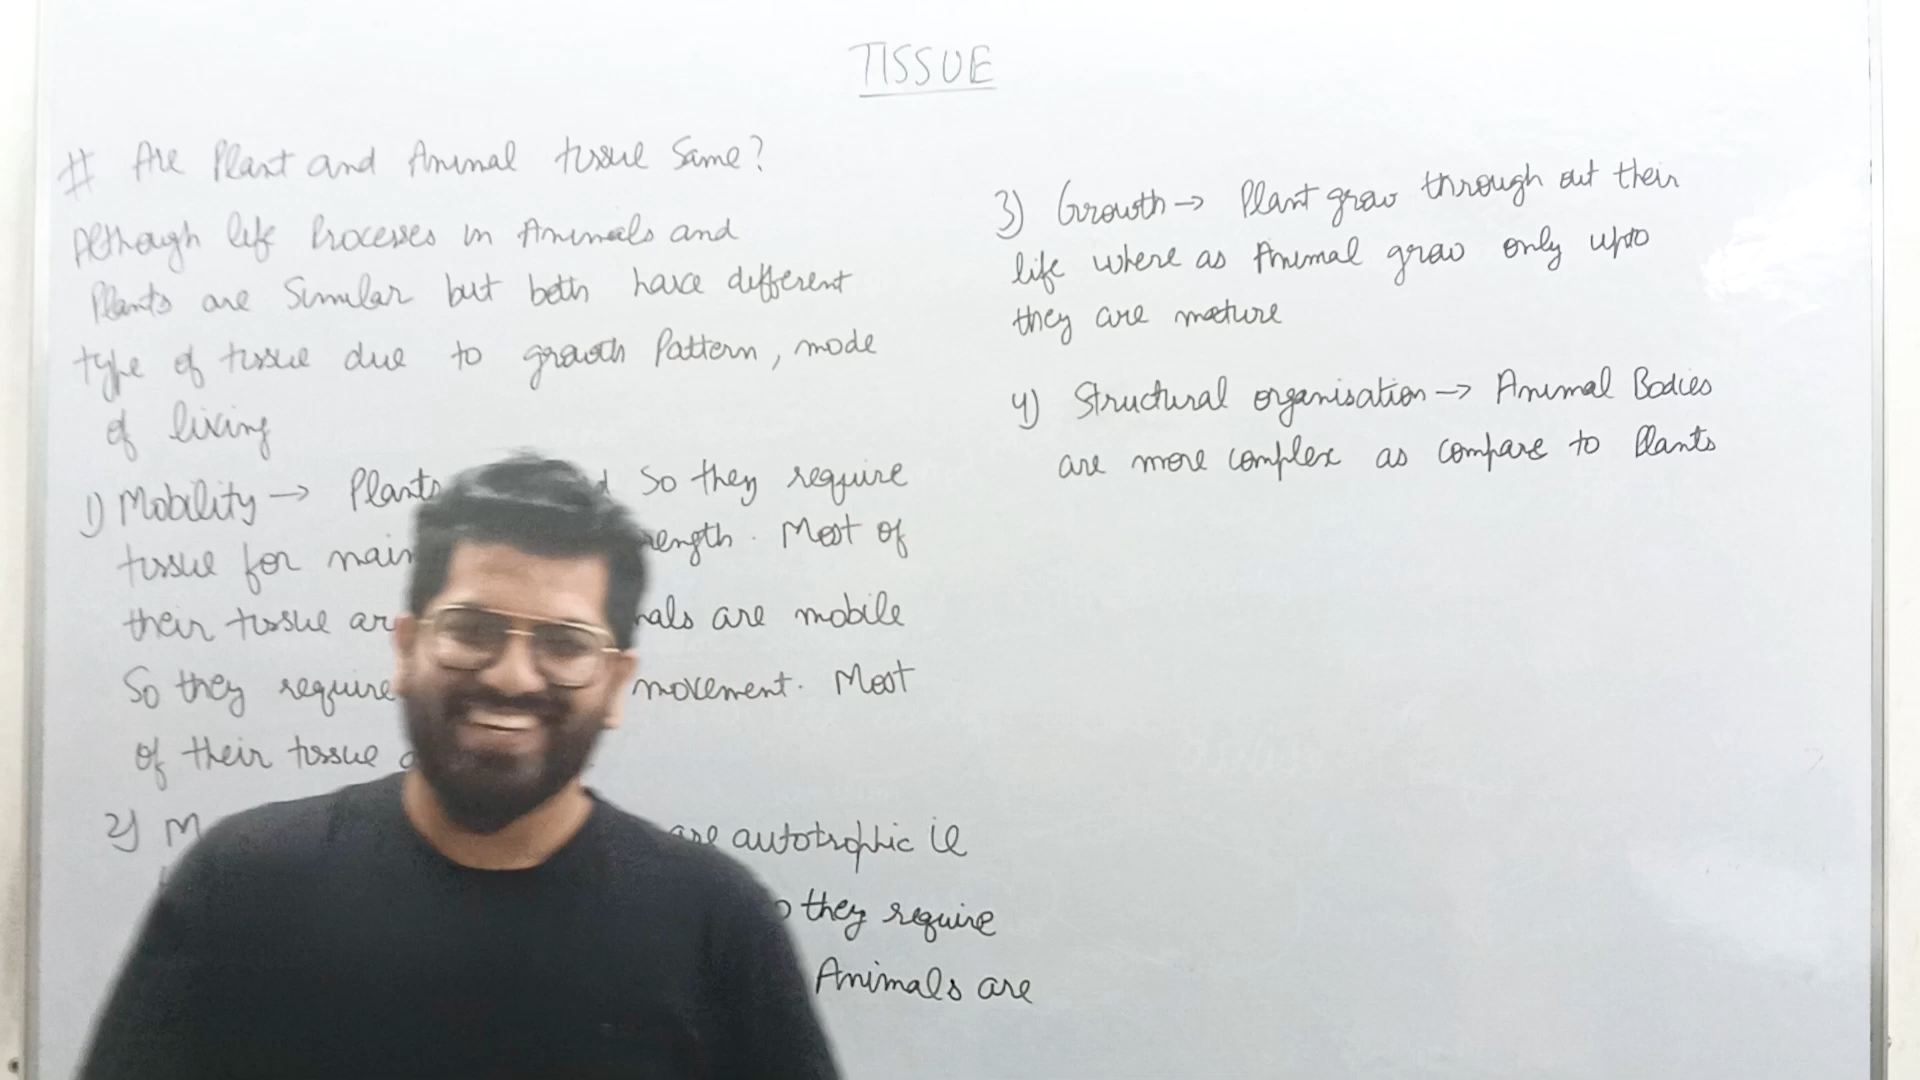 TISSUE
# Are Plant and Animal tissue Same?
Although life Processes in Animals and
Plants are Similar but both have different
type of tissue due to growth Pattern, mode
of living
1) Mobility → Plants So they require
tissue for Most of
their tissue are mobile
So they require movement. Most
of their tissue
2) are autotrophic ie
they require
Animals are
3) Growth → Plant grow through out their
life where as Animal grow only upto
they are mature
4) Structural organisation → Animal Bodies
are more complex as compare to Plants